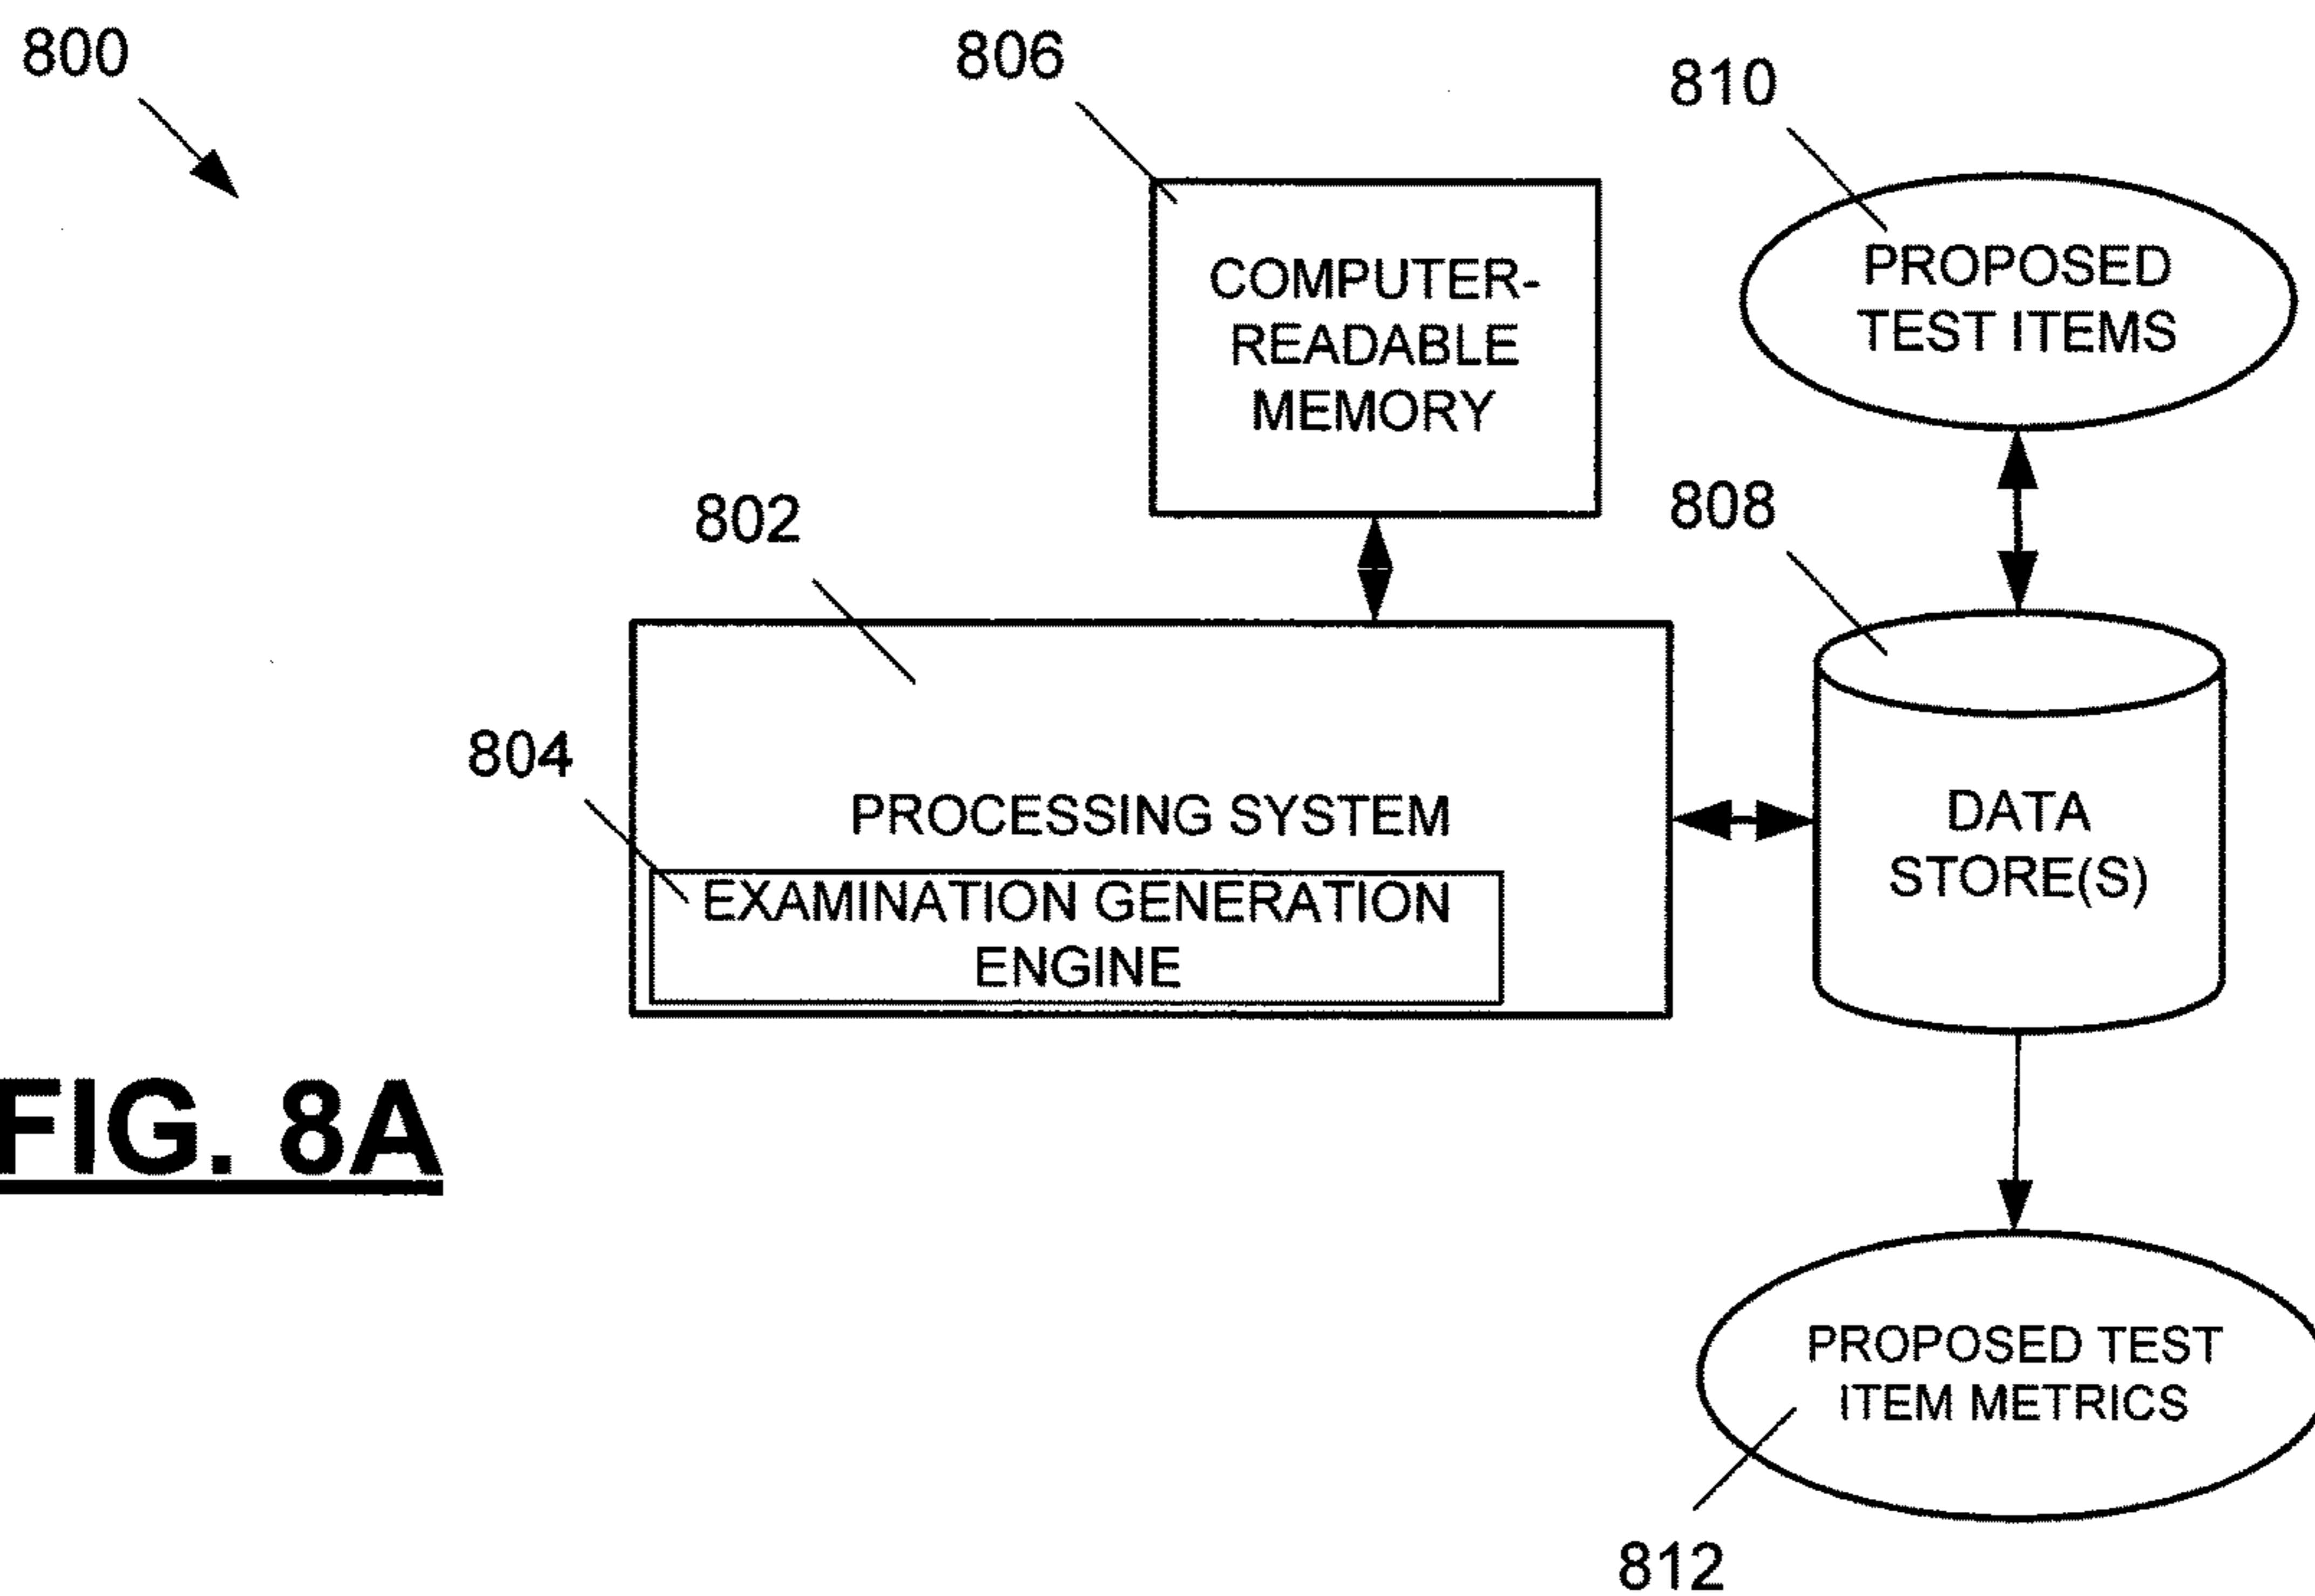 800
806
810
COMPUTER-
READABLE
MEMORY
PROPOSED
TEST ITEMS
802
808
804
PROCESSING SYSTEM
EXAMINATION GENERATION
ENGINE
DATA
STORE(S)
FIG. 8A
PROPOSED TEST
ITEM METRICS
812